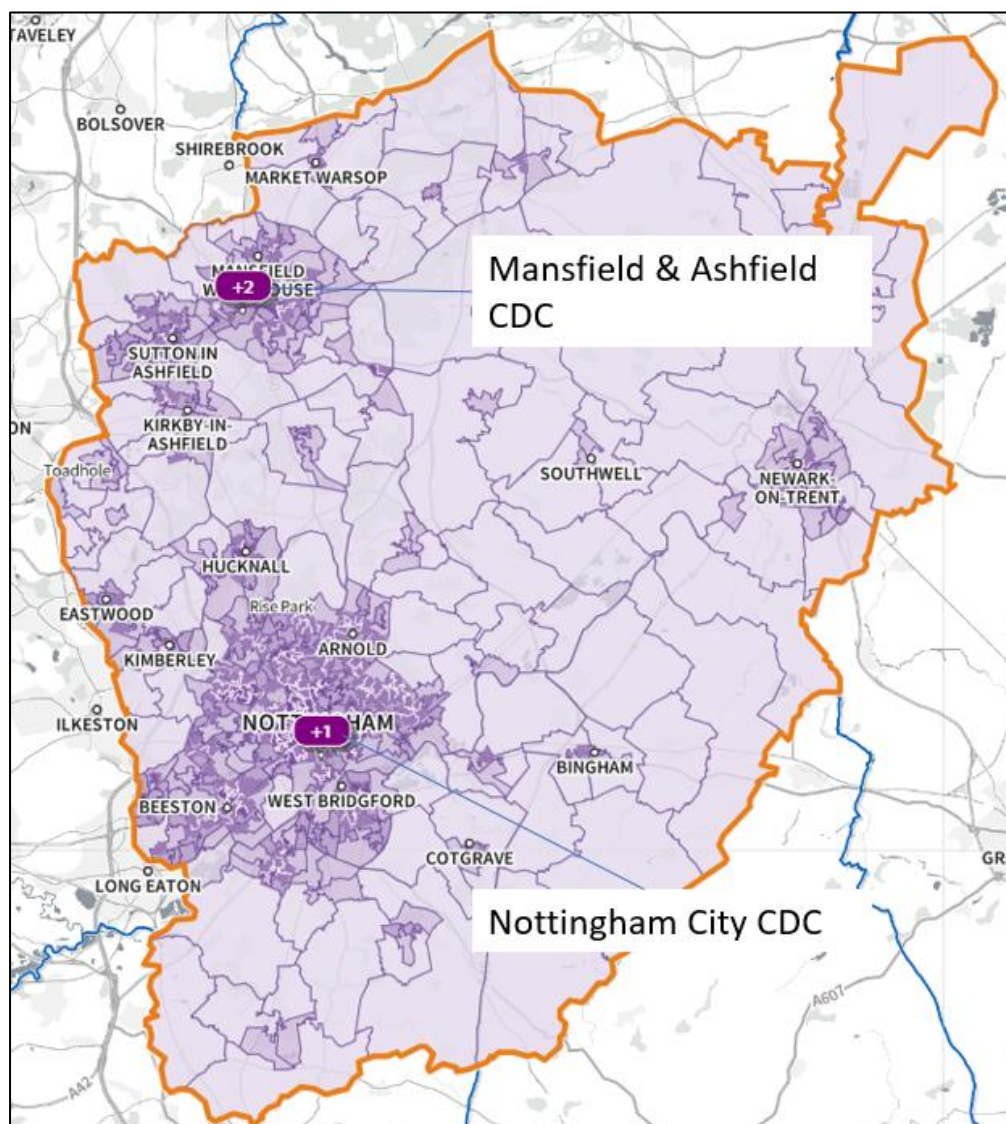 TAVELEY
BOLSOVER
SHIREBROOK
MARKET WARSOP
MANSFIELD
+2
Mansfield & Ashfield
CDC
SUTTON IN
ASHFIELD
KIRKBY-IN-
ASHFIELD
ON
Toadhole
SOUTHWELL
NEWARK-
ON-TRENT
HUCKNALL
EASTWOOD
Rise Park
ARNOLD
KIMBERLEY
ILKESTON
+1
BINGHAM
BEESTON
WEST BRIDGFORD
COTGRAVE
GR
LONG EATON
Nottingham City CDC
A607
A42